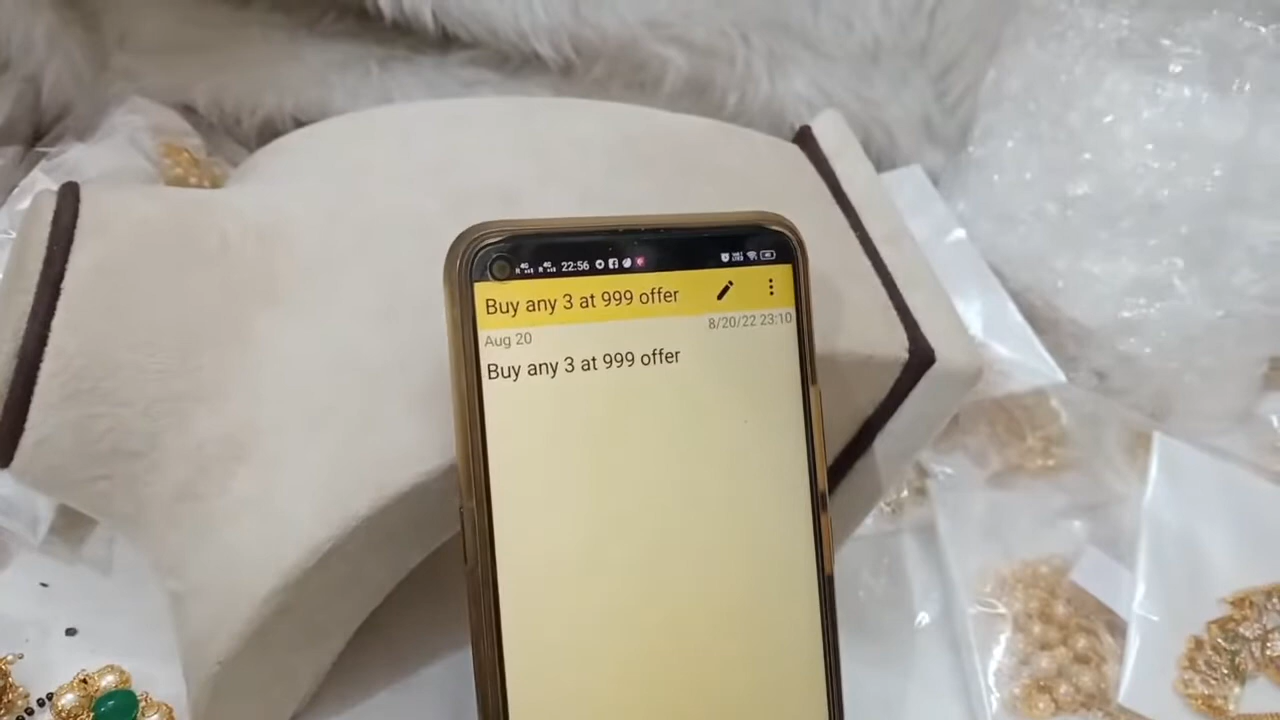 22:56
Buy any 3 at 999 offer
Aug 20
8/20/22 23:10
Buy any 3 at 999 offer